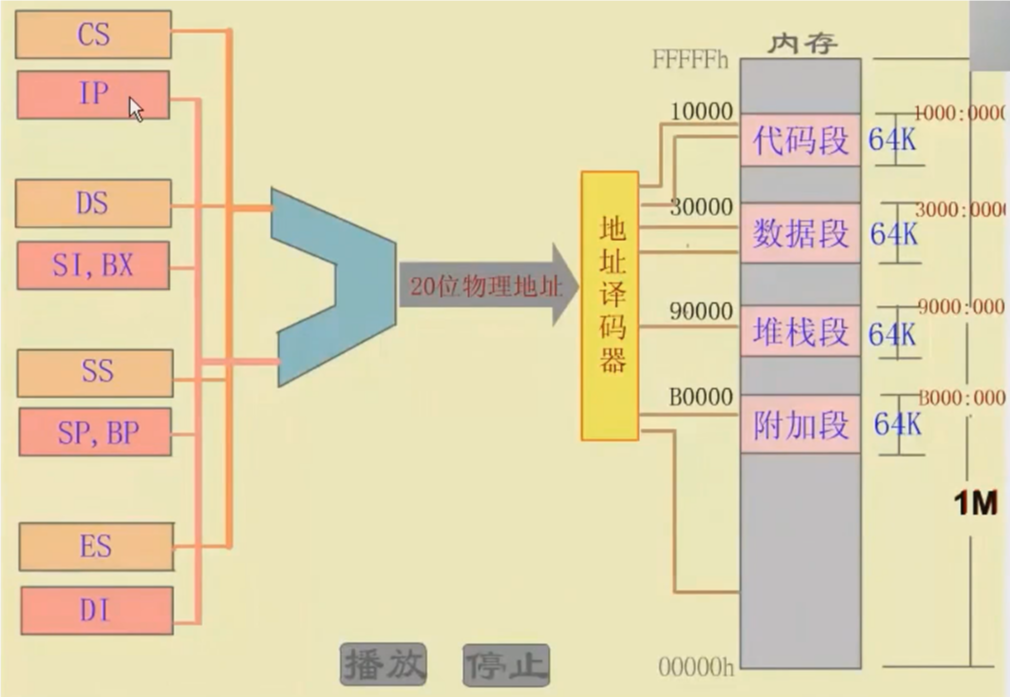 CS
IP
DS
SI,BX
SS
SP,BP
ES
DI
20位物理地址
地址译码器
内存
FFFFFh
10000
代码段
64K
1000:0000
30000
数据段
64K
3000:0000
90000
堆栈段
64K
9000:000
B0000
附加段
64K
B000:000
1M
00000h
播放
停止